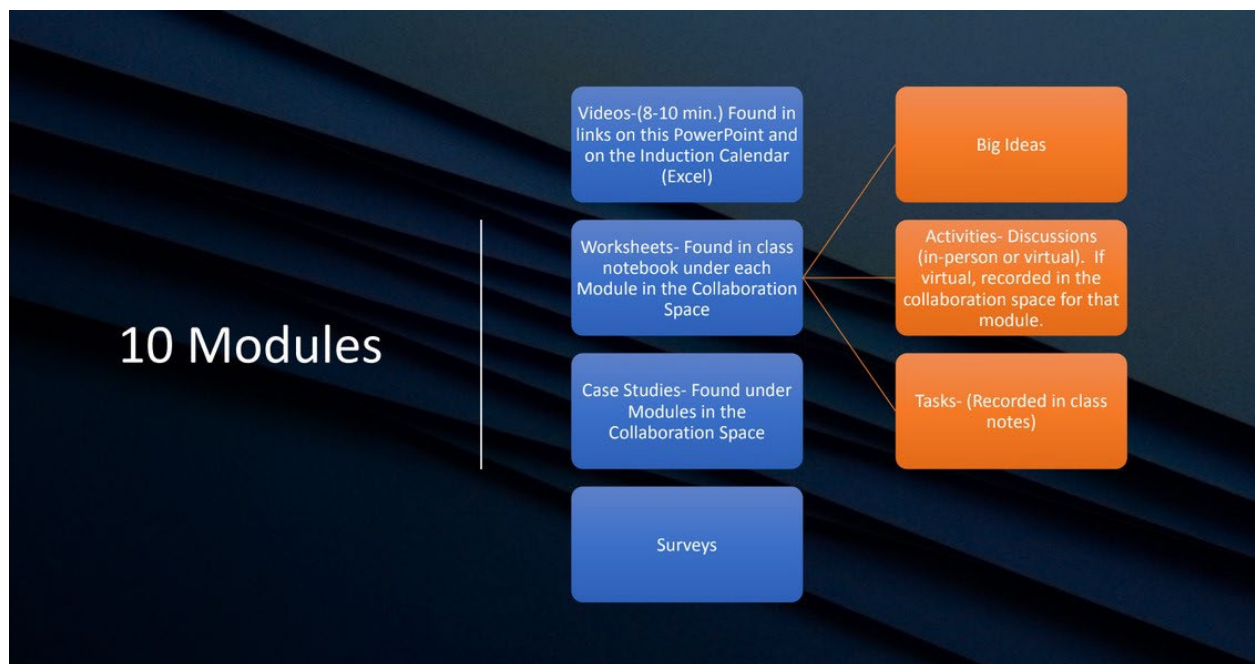 10 Modules
Videos-(8-10 min.) Found in
links on this PowerPoint and
on the Induction Calendar
(Excel)
Worksheets- Found in class
notebook under each
Module in the Collaboration
Space
Case Studies- Found under
Modules in the
Collaboration Space
Surveys
Big Ideas
Activities- Discussions
(in-person or virtual).  If
virtual, recorded in the
collaboration space for that
module.
Tasks- (Recorded in class
notes)